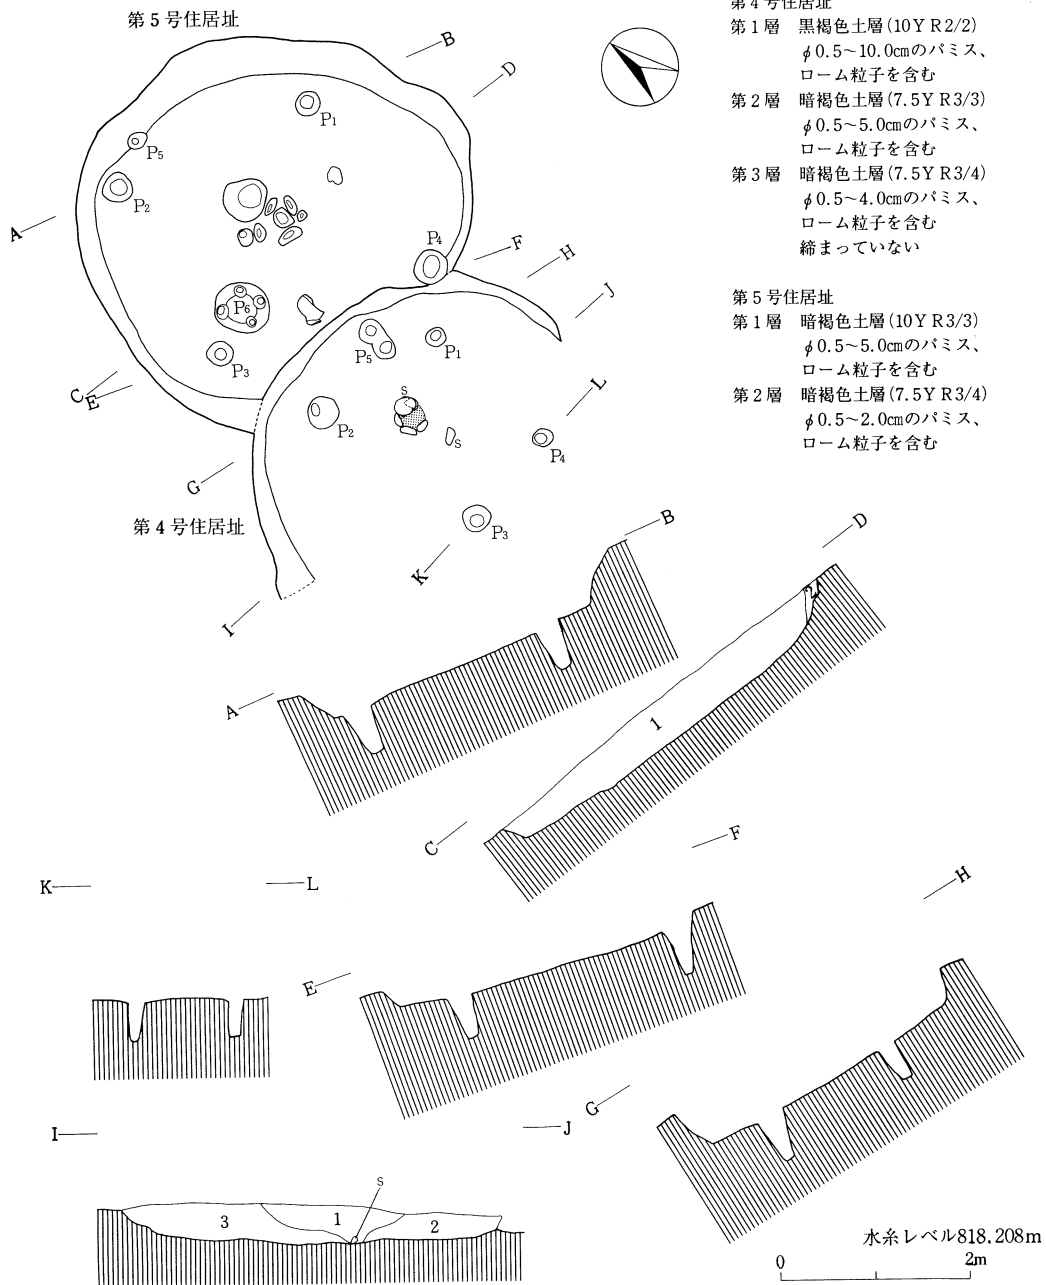 第5号住居址
B
D
P1
P5
P2
A
P4
F
H
P6
J
P5
P1
P3
C
E
S
L
P2
S
P4
G
第4号住居址
P3
K
I
第4号住居址
第1層 黒褐色土層(10YR2/2)
φ0.5~10.0㎝のパミス、
ローム粒子を含む
第2層 暗褐色土層(7.5YR3/3)
φ0.5~5.0㎝のパミス、
ローム粒子を含む
第3層 暗褐色土層(7.5YR3/4)
φ0.5~4.0㎝のパミス、
ローム粒子を含む
締まっていない
第5号住居址
第1層 暗褐色土層(10YR3/3)
φ0.5~5.0㎝のパミス、
ローム粒子を含む
第2層 暗褐色土層(7.5YR3/4)
φ0.5~2.0㎝のパミス、
ローム粒子を含む
B
D
A
1
C
F
K L
H
E
G
I J
S
3 1 2
水糸レベル818.208m
0 2m